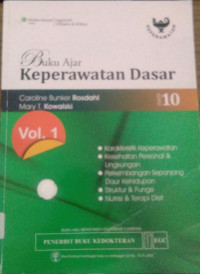 Buku Ajar
Keperawatan Dasar
Caroline Bunker Rosdahl
Mary T. Kowalski
EDISI 10
Vol. 1
Karakteristik Keperawatan
Kesehatan Personal &
Lingkungan
Perkembangan Sepanjang
Daur Kehidupan
Struktur & Fungsi
Nutrisi & Terapi Diet
PENERBIT BUKU KEDOKTERAN EGC